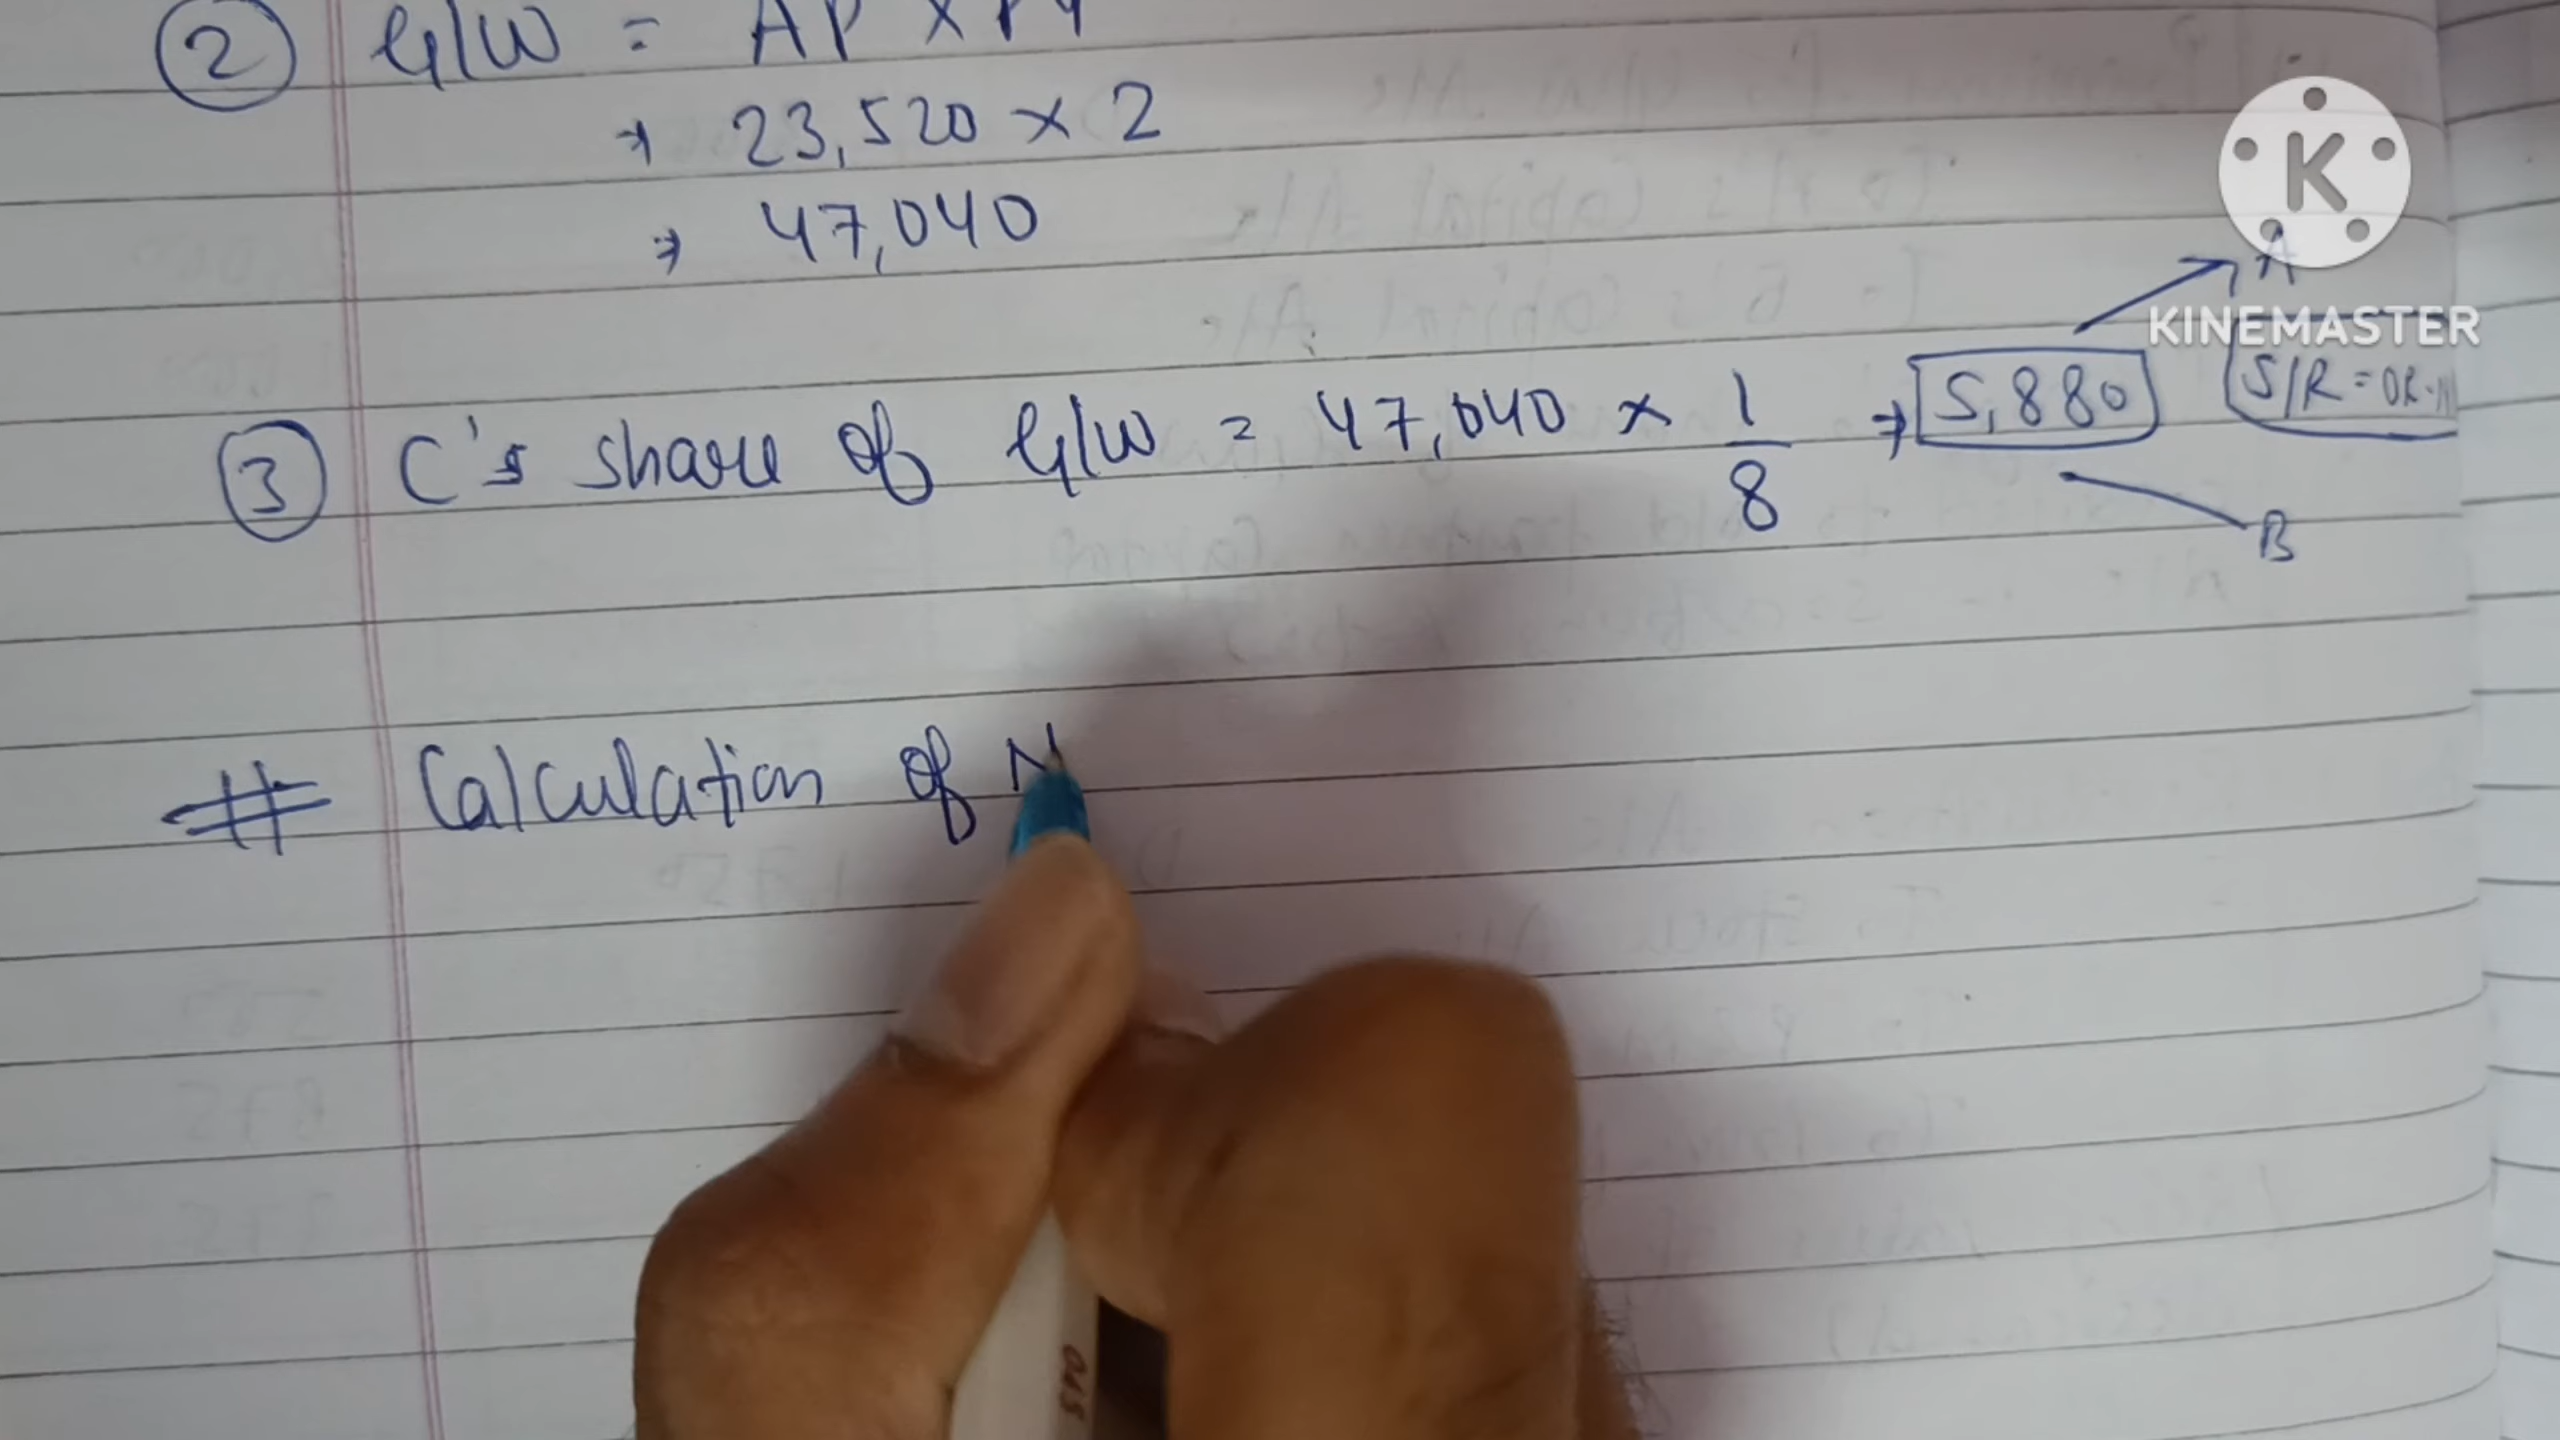 ② G/W = AP x PY
→ 23,520 x 2
⇒ 47,040
A
K
KINEMASTER
③ C's share of G/W = 47,040 x 1/8 ⇒ 5,880
S/R = OR -
B
# Calculation of N
045